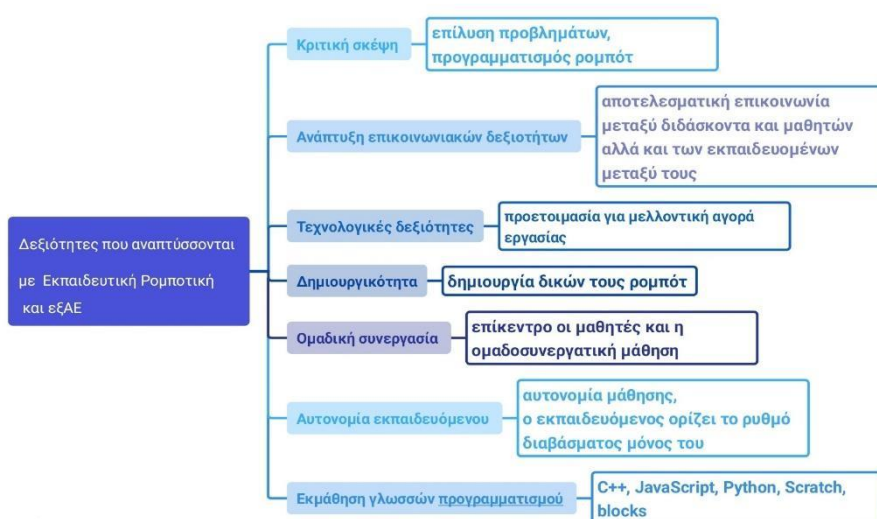 Κριτική σκέψη
επίλυση προβλημάτων,
προγραμματισμός ρομπότ
Ανάπτυξη επικοινωνιακών δεξιοτήτων
αποτελεσματική επικοινωνία
μεταξύ διδάσκοντα και μαθητών
αλλά και των εκπαιδευομένων
μεταξύ τους
Δεξιότητες που αναπτύσσονται
με Εκπαιδευτική Ρομποτική
και εξΑΕ
Τεχνολογικές δεξιότητες
προετοιμασία για μελλοντική αγορά
εργασίας
Δημιουργικότητα
δημιουργία δικών τους ρομπότ
Ομαδική συνεργασία
επίκεντρο οι μαθητές και η
ομαδοσυνεργατική μάθηση
Αυτονομία εκπαιδευόμενου
αυτονομία μάθησης,
ο εκπαιδευόμενος ορίζει το ρυθμό
διαβάσματος μόνος του
Εκμάθηση γλωσσών προγραμματισμού
C++, JavaScript, Python, Scratch,
blocks